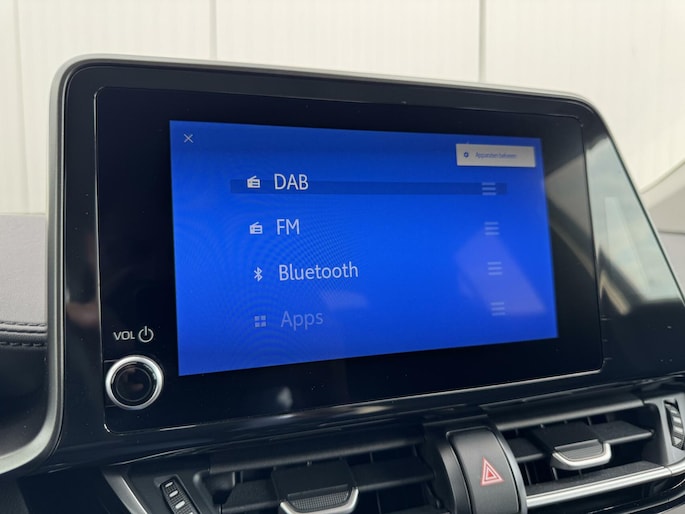 Apparaten beheren
DAB
FM
Bluetooth
Apps
VOL